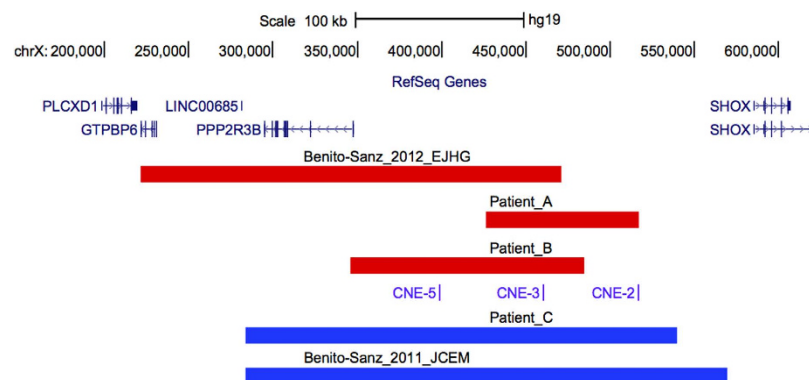 Scale 100 kb hg19
chrX: 200,000 250,000 300,000 350,000 400,000 450,000 500,000 550,000 600,000
RefSeq Genes
PLCXD1 LINC00685 SHOX
GTPBP6 PPP2R3B SHOX
Benito-Sanz_2012_EJHG
Patient_A
Patient_B
CNE-5 CNE-3 CNE-2
Patient_C
Benito-Sanz_2011_JCEM